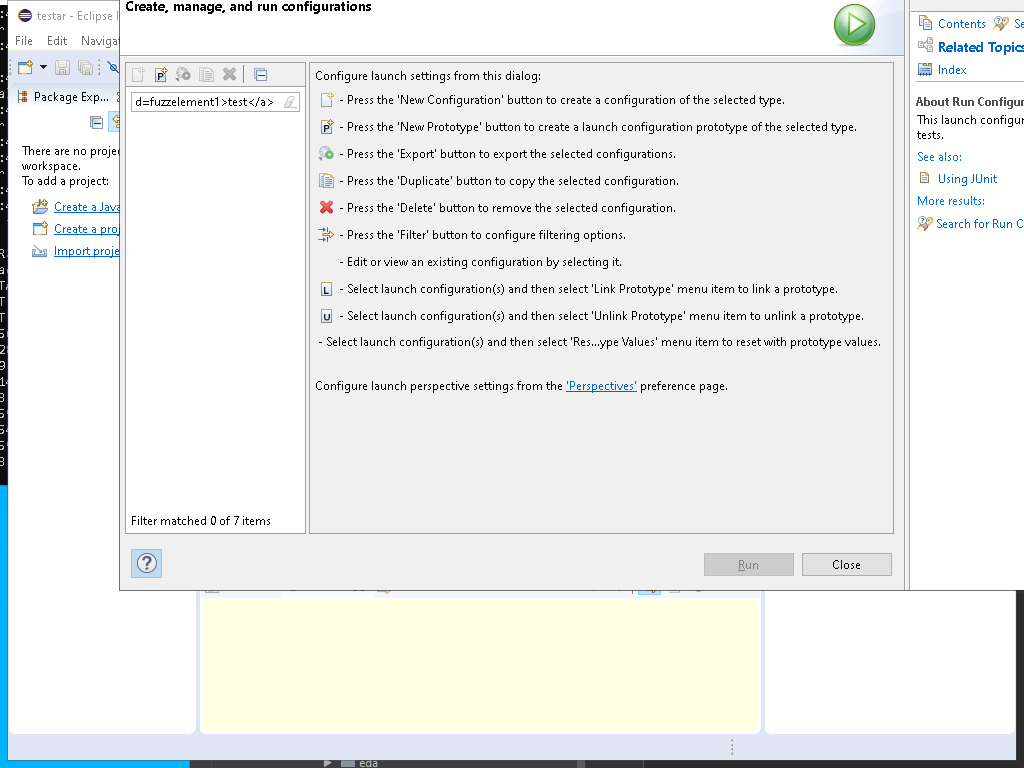 testar - Eclipse I
File Edit Naviga
Package Exp...
There are no proje
workspace.
To add a project:
Create a Java
Create a proj
Import proje
Create, manage, and run configurations
d=fuzzelement1>test</a>
Filter matched 0 of 7 items
Configure launch settings from this dialog:
- Press the 'New Configuration' button to create a configuration of the selected type.
P - Press the 'New Prototype' button to create a launch configuration prototype of the selected type.
- Press the 'Export' button to export the selected configurations.
- Press the 'Duplicate' button to copy the selected configuration.
- Press the 'Delete' button to remove the selected configuration.
- Press the 'Filter' button to configure filtering options.
- Edit or view an existing configuration by selecting it.
L - Select launch configuration(s) and then select 'Link Prototype' menu item to link a prototype.
U - Select launch configuration(s) and then select 'Unlink Prototype' menu item to unlink a prototype.
- Select launch configuration(s) and then select 'Res...ype Values' menu item to reset with prototype values.
Configure launch perspective settings from the 'Perspectives' preference page.
?
Run
Close
Contents Se
Related Topics
Index
About Run Configur
This launch configur
tests.
See also:
Using JUnit
More results:
Search for Run C
eda